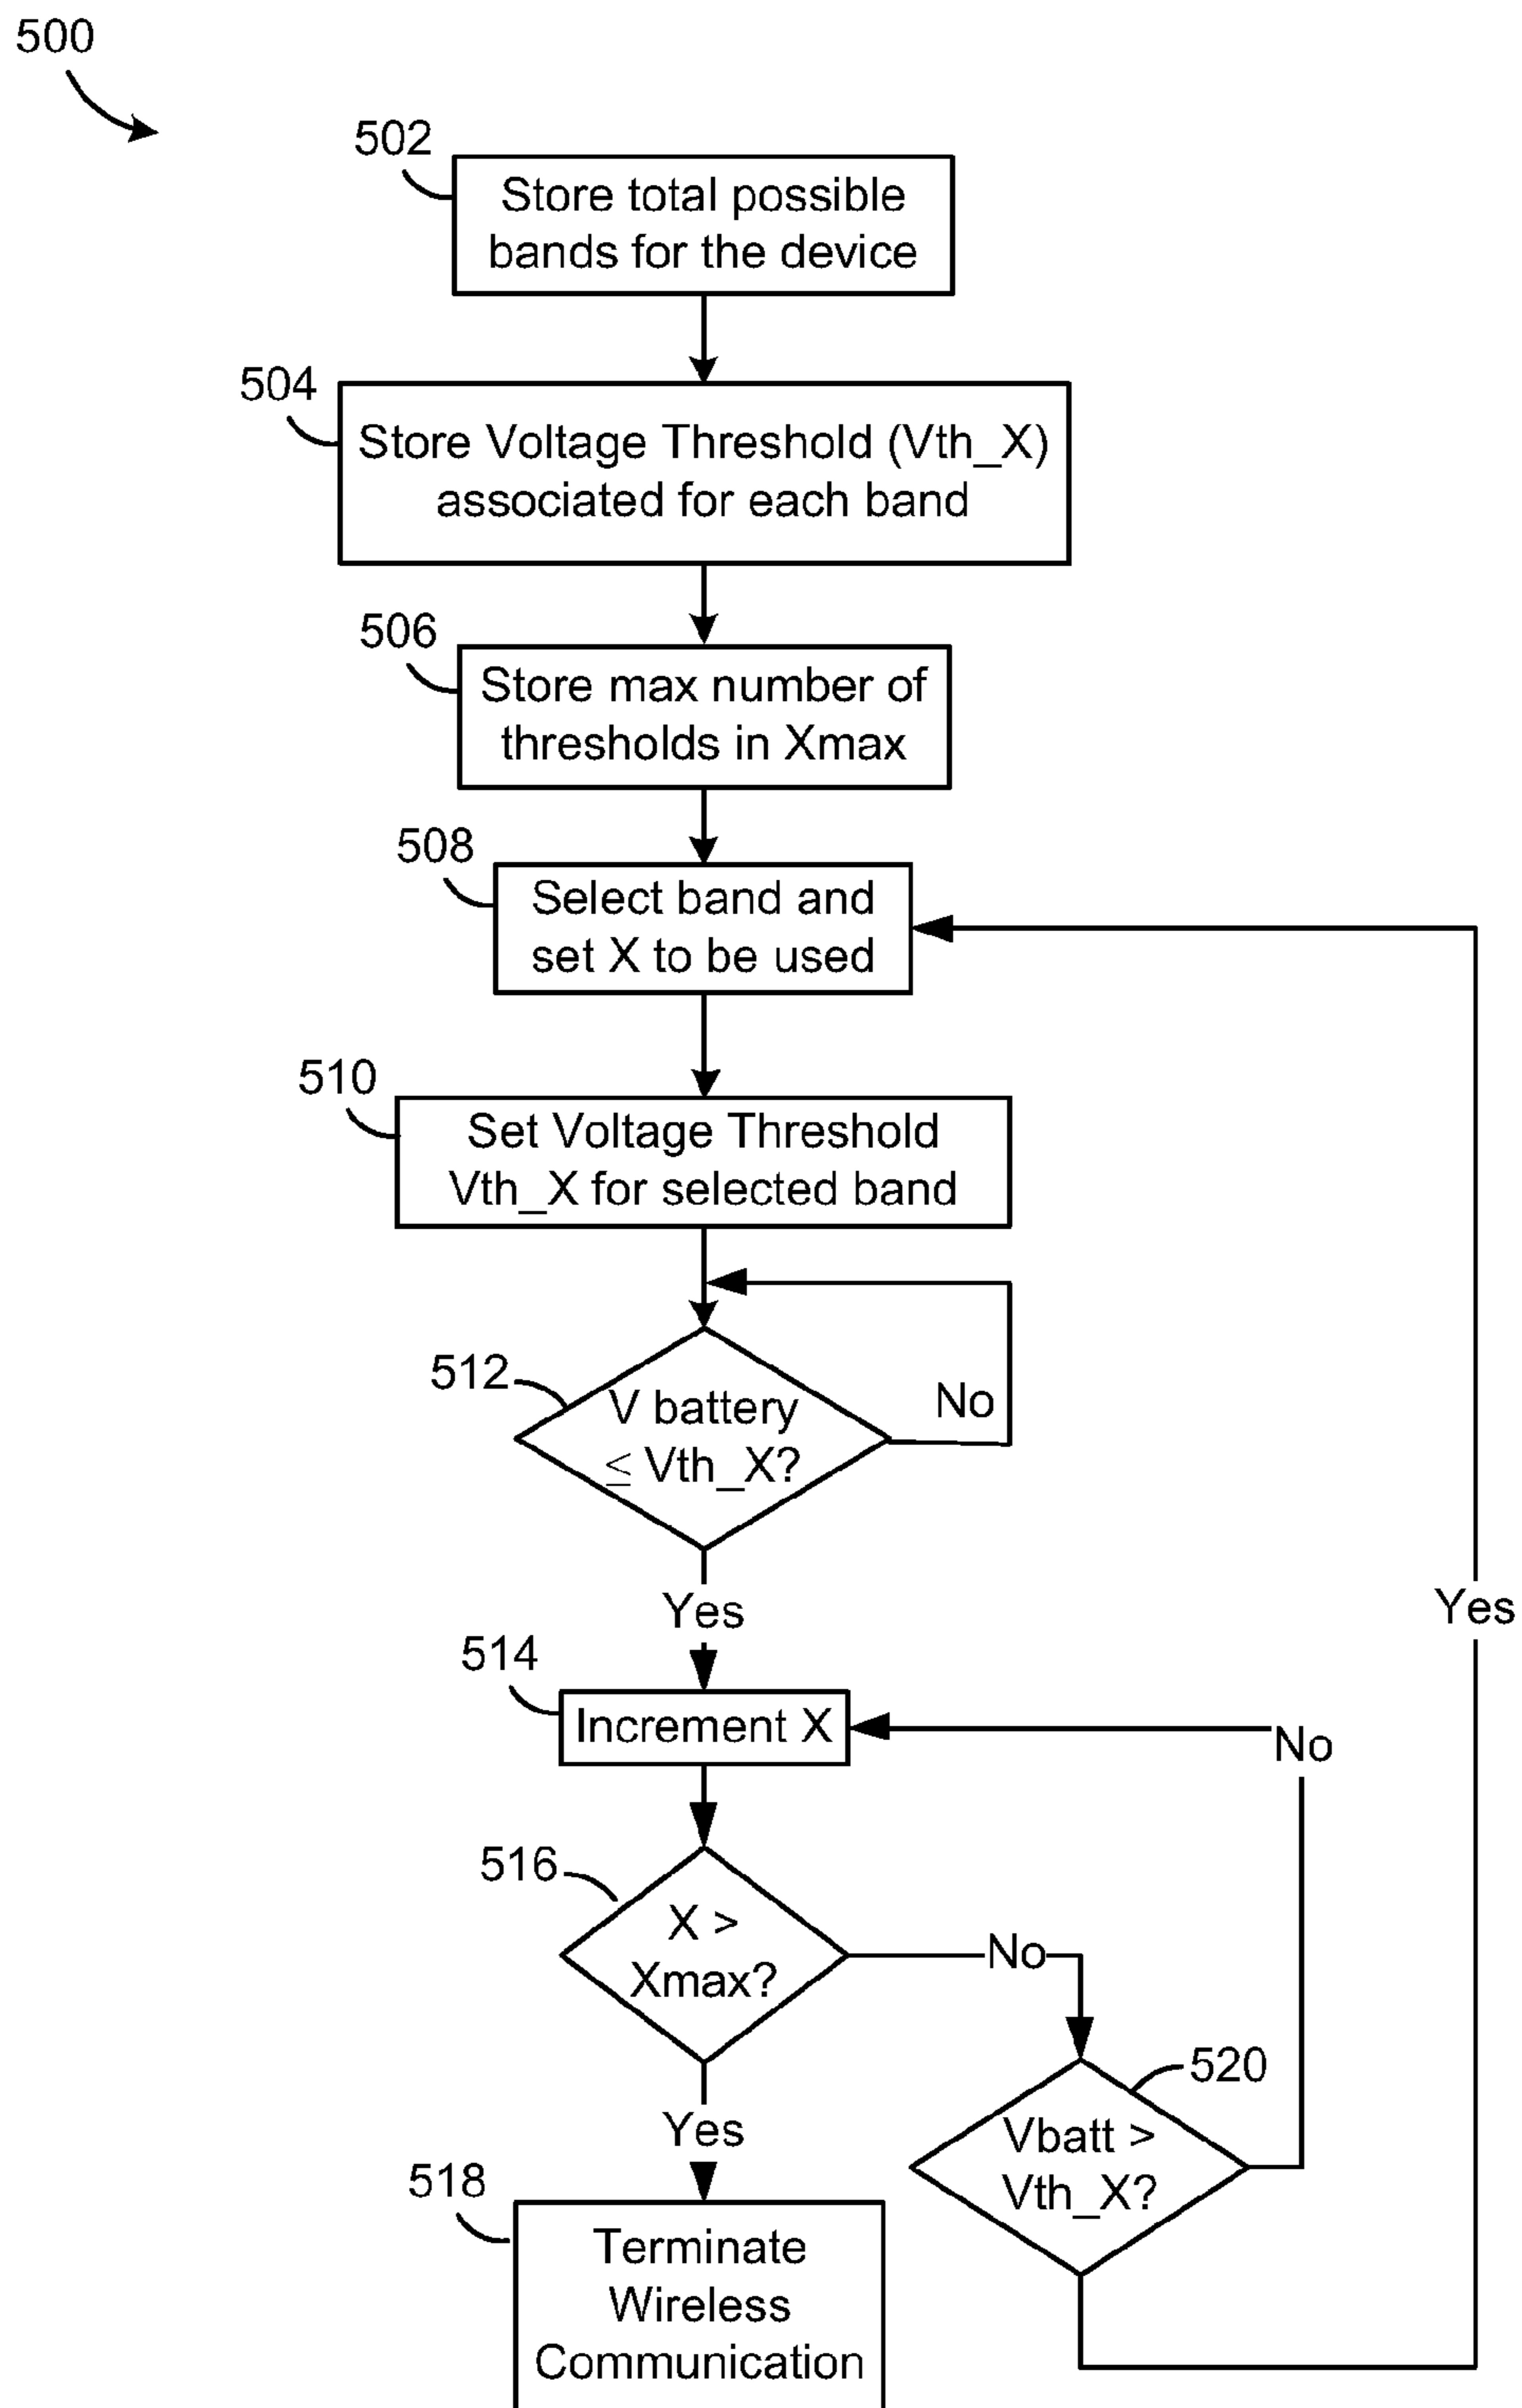 500
502
Store total possible
bands for the device
504
Store Voltage Threshold (Vth_X)
associated for each band
506
Store max number of
thresholds in Xmax
508
Select band and
set X to be used
510
Set Voltage Threshold
Vth_X for selected band
512
V battery
≤ Vth_X?
No
Yes
Yes
514
Increment X
No
516
X >
Xmax?
No
520
Vbatt >
Vth_X?
Yes
518
Terminate
Wireless
Communication